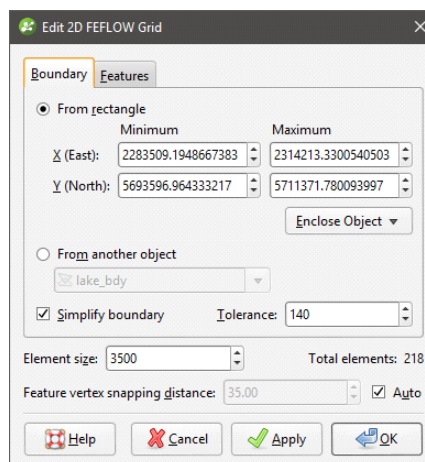 Edit 2D FEFLOW Grid
Boundary Features
From rectangle
Minimum Maximum
X (East): 2283509.1948667383 2314213.3300540503
Y (North): 5693596.964333217 5711371.780093997
Enclose Object
From another object
lake_bdy
Simplify boundary Tolerance: 140
Element size: 3500 Total elements: 218
Feature vertex snapping distance: 35.00 Auto
Help Cancel Apply OK